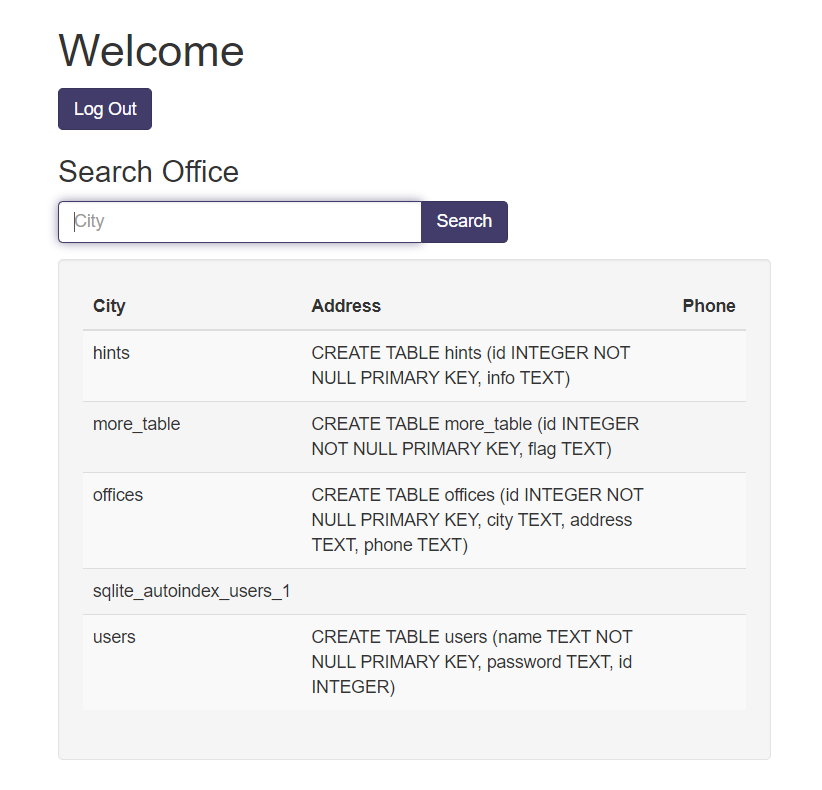 Welcome
Log Out
Search Office
City
Search
City Address Phone
hints CREATE TABLE hints (id INTEGER NOT
NULL PRIMARY KEY, info TEXT)
more_table CREATE TABLE more_table (id INTEGER
NOT NULL PRIMARY KEY, flag TEXT)
offices CREATE TABLE offices (id INTEGER NOT
NULL PRIMARY KEY, city TEXT, address
TEXT, phone TEXT)
sqlite_autoindex_users_1
users CREATE TABLE users (name TEXT NOT
NULL PRIMARY KEY, password TEXT, id
INTEGER)